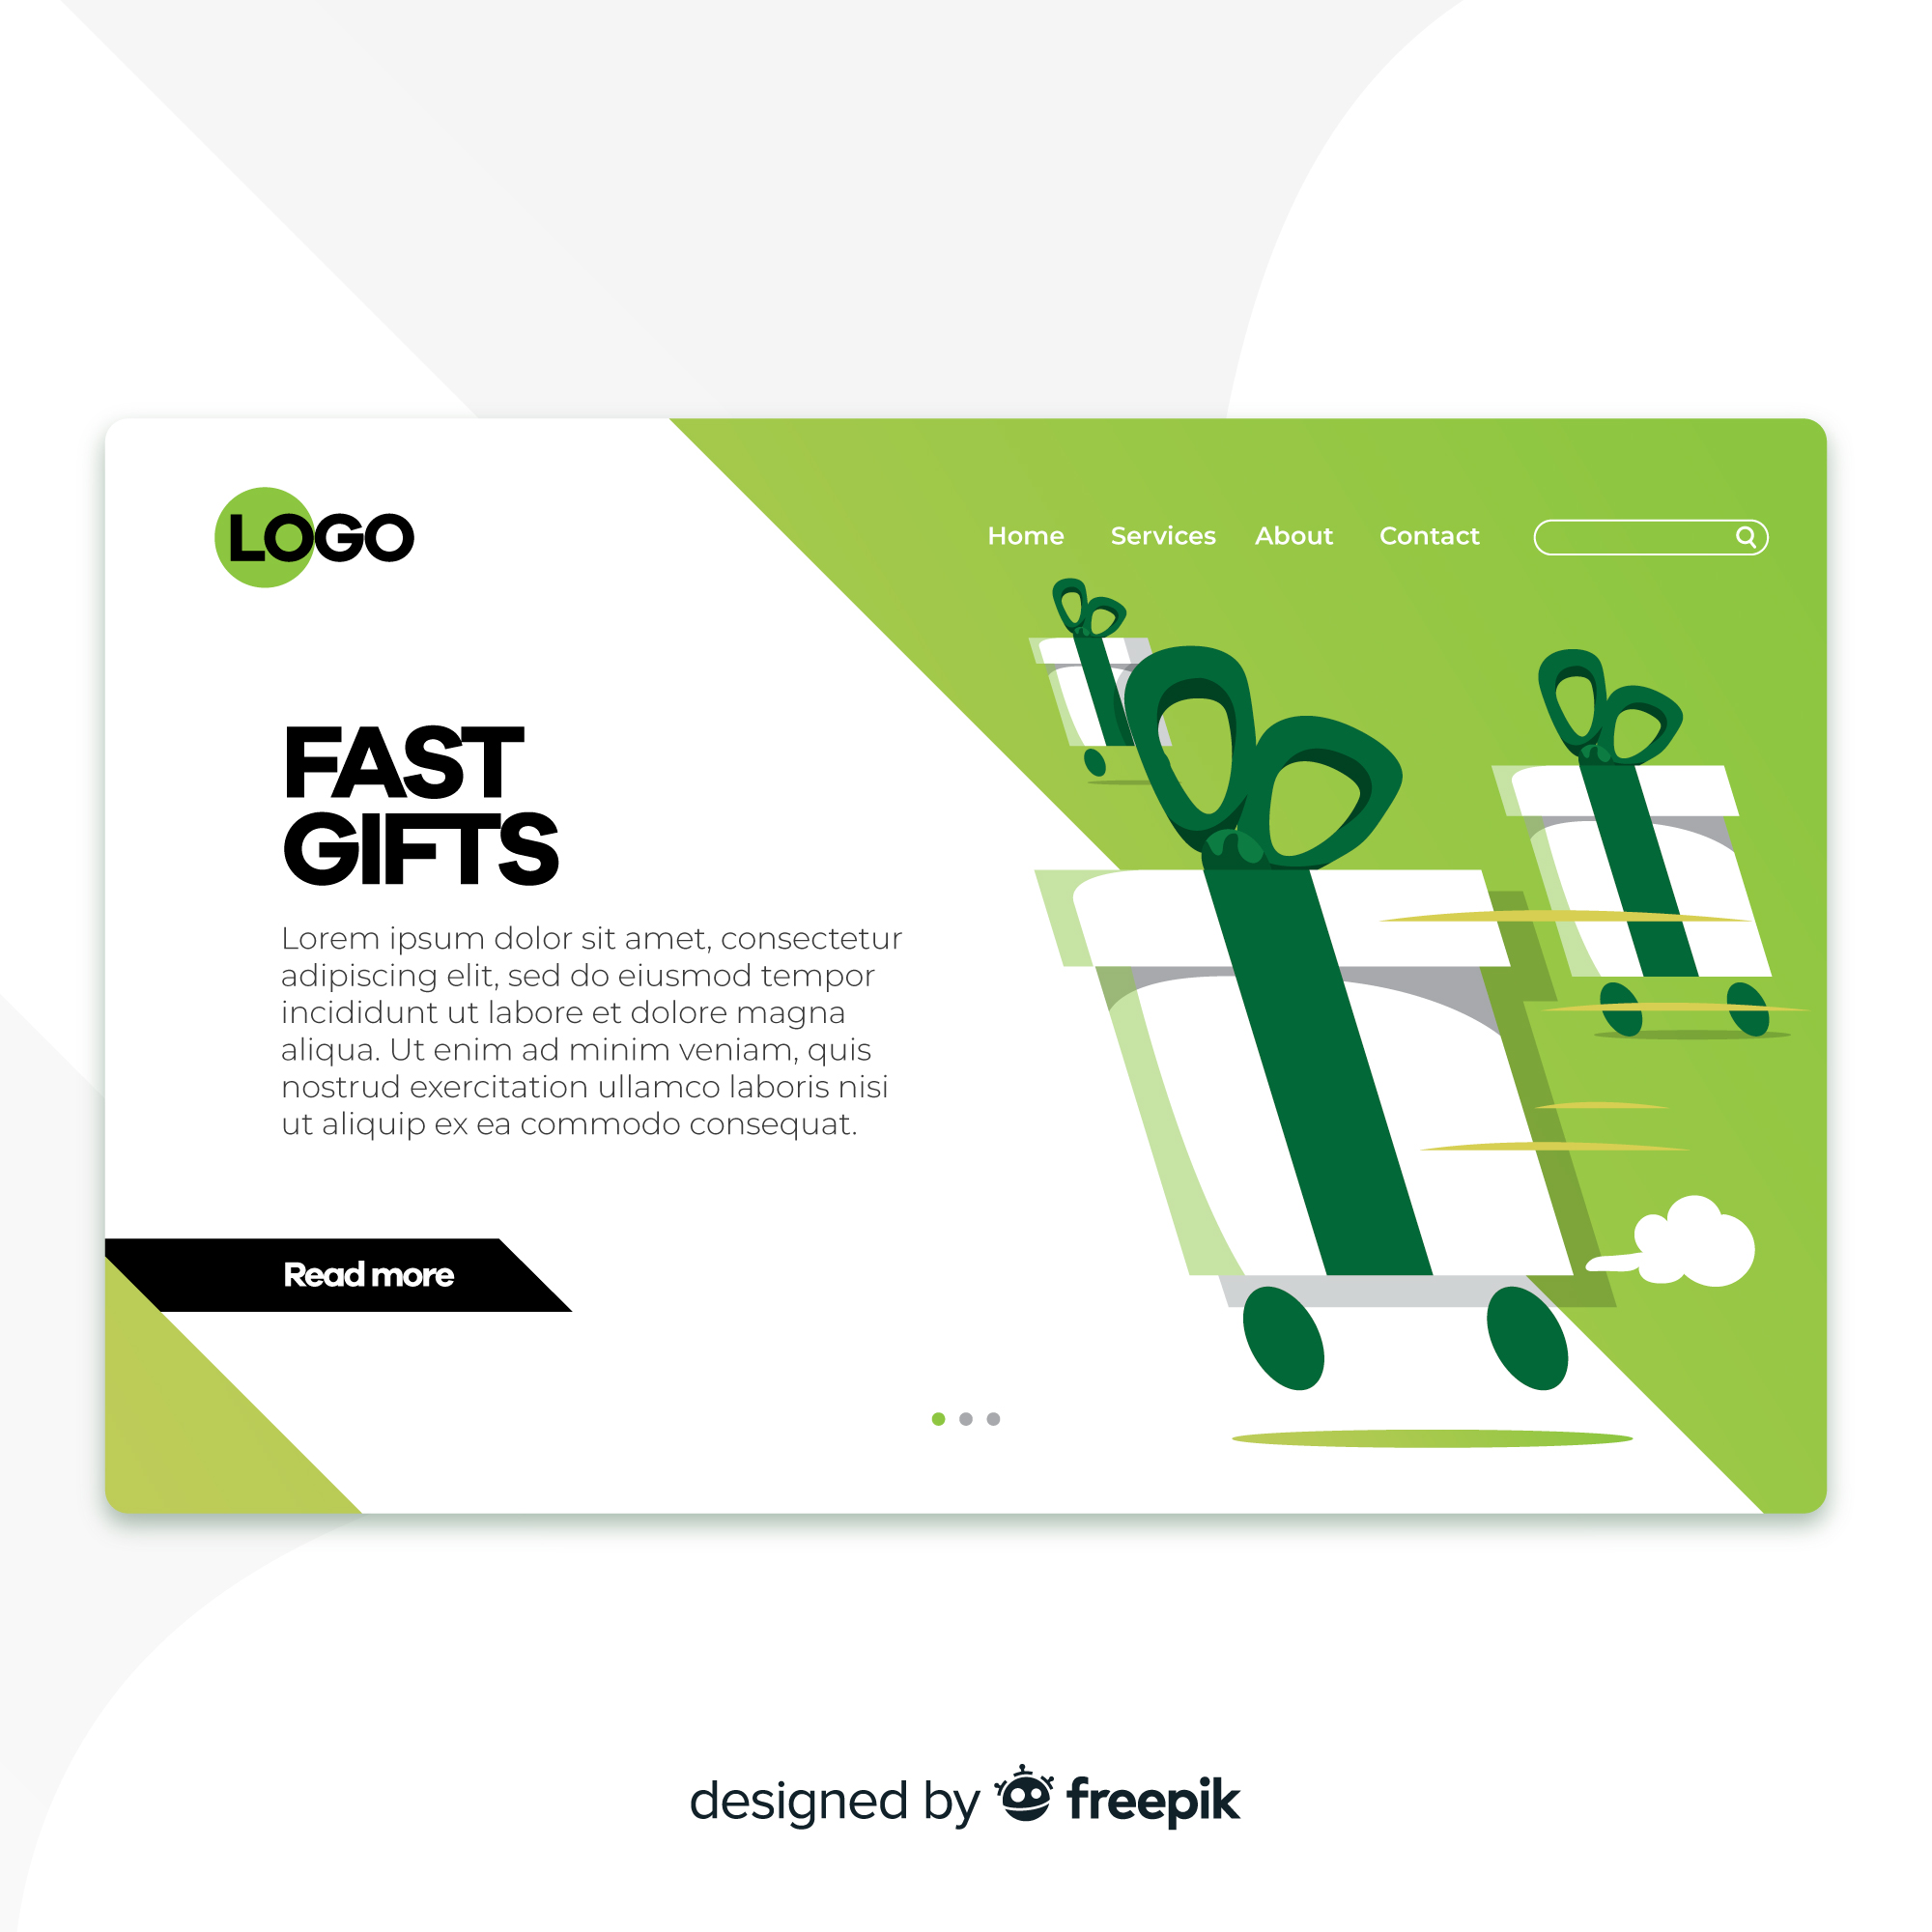 LOGO
Home Services About Contact
FAST
GIFTS
Lorem ipsum dolor sit amet, consectetur
adipiscing elit, sed do eiusmod tempor
incididunt ut labore et dolore magna
aliqua. Ut enim ad minim veniam, quis
nostrud exercitation ullamco laboris nisi
ut aliquip ex ea commodo consequat.
Read more
designed by freepik